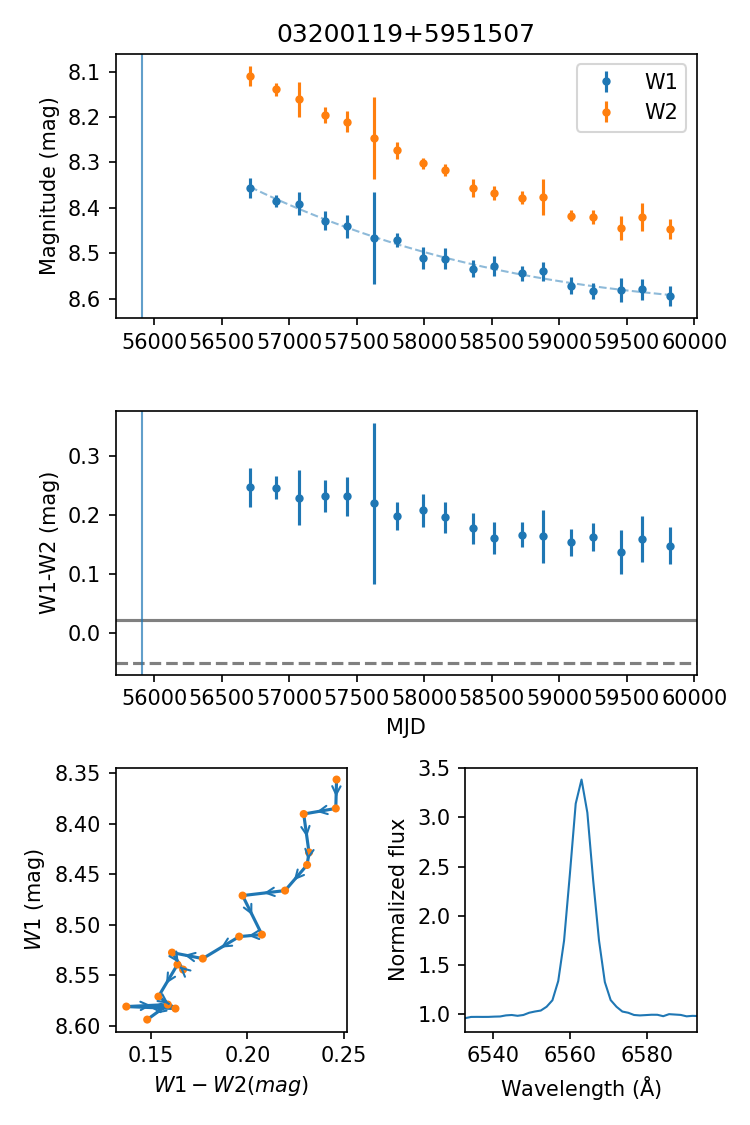 03200119+5951507
8.1
8.2
8.3
8.4
8.5
8.6
Magnitude (mag)
W1
W2
56000 56500 57000 57500 58000 58500 59000 59500 60000
0.3
0.2
0.1
0.0
W1-W2 (mag)
56000 56500 57000 57500 58000 58500 59000 59500 60000
MJD
8.35
8.40
8.45
8.50
8.55
8.60
W1 (mag)
0.15 0.20 0.25
W1 − W2(mag)
3.5
3.0
2.5
2.0
1.5
1.0
Normalized flux
6540 6560 6580
Wavelength (Å)